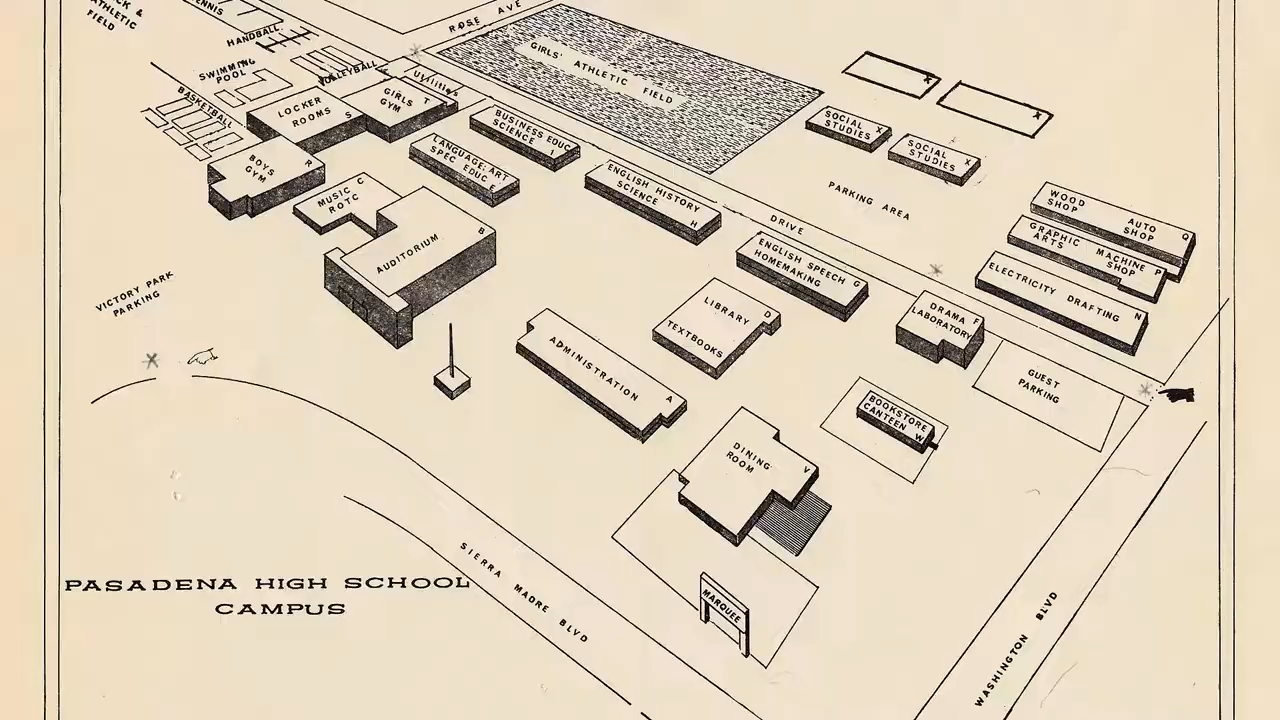 & 
ATHLETIC
FIELD
TENNIS
HANDBALL
ROSE AVE
SWIMMING
POOL
VOLLEYBALL
Utilities
GIRLS' ATHLETIC FIELD
BASKETBALL
LOCKER
ROOMS S
GIRLS T
GYM
BUSINESS EDUC
SCIENCE I
SOCIAL
STUDIES X
SOCIAL
STUDIES X
X
X
BOYS R
GYM
LANGUAGE, ART
SPEC EDUC E
ENGLISH HISTORY
SCIENCE H
PARKING AREA
MUSIC C
ROTC
AUDITORIUM B
DRIVE
WOOD
SHOP
AUTO
SHOP Q
GRAPHIC
ARTS
MACHINE P
SHOP
ENGLISH SPEECH G
HOMEMAKING
ELECTRICITY DRAFTING N
VICTORY PARK
PARKING
LIBRARY D
TEXTBOOKS
DRAMA F
LABORATORY
ADMINISTRATION A
GUEST
PARKING
BOOKSTORE
CANTEEN W
DINING V
ROOM
SIERRA MADRE BLVD
MARQUEE
WASHINGTON BLVD
PASADENA HIGH SCHOOL
CAMPUS